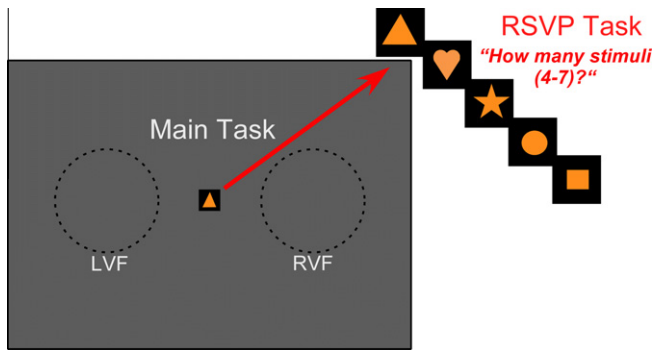 RSVP Task
“How many stimuli
(4-7)?“
Main Task
LVF
RVF